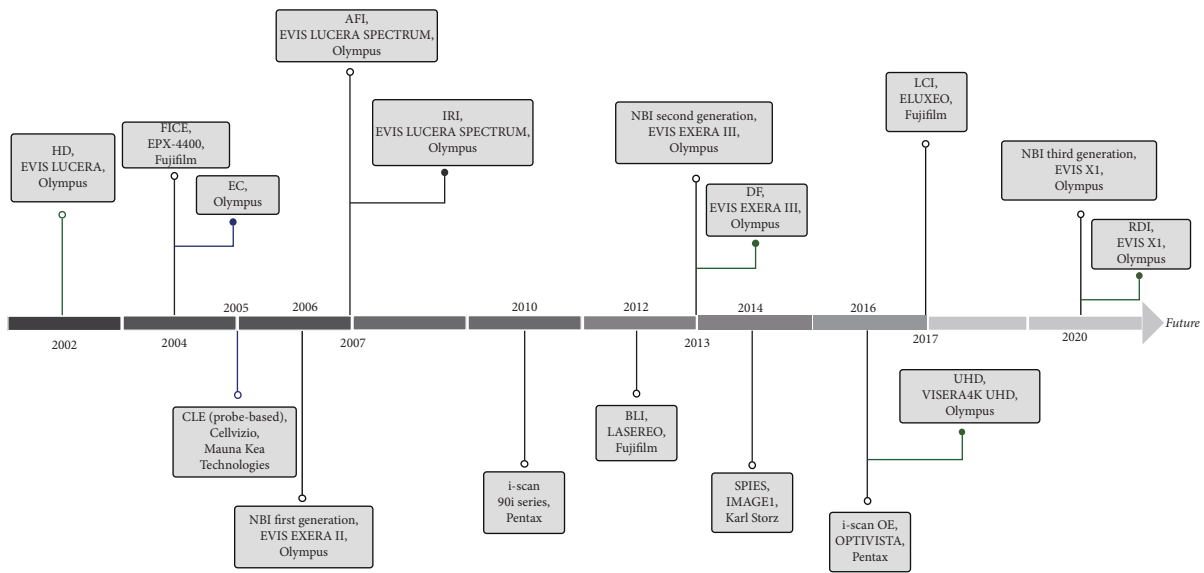 AFI,
EVIS LUCERA SPECTRUM,
Olympus
LCI,
ELUXEO,
Fujifilm
IRI,
EVIS LUCERA SPECTRUM,
Olympus
NBI second generation,
EVIS EXERA III,
Olympus
FICE,
EPX-4400,
Fujifilm
HD,
EVIS LUCERA,
Olympus
NBI third generation,
EVIS X1,
Olympus
EC,
Olympus
DF,
EVIS EXERA III,
Olympus
RDI,
EVIS X1,
Olympus
2005
2006
2010
2012
2014
2016
Future
2002
2004
2007
2013
2017
2020
CLE (probe-based),
Cellvizio,
Mauna Kea
Technologies
BLI,
LASEREO,
Fujifilm
UHD,
VISERA4K UHD,
Olympus
NBI first generation,
EVIS EXERA II,
Olympus
i-scan
90i series,
Pentax
SPIES,
IMAGE1,
Karl Storz
i-scan OE,
OPTIVISTA,
Pentax